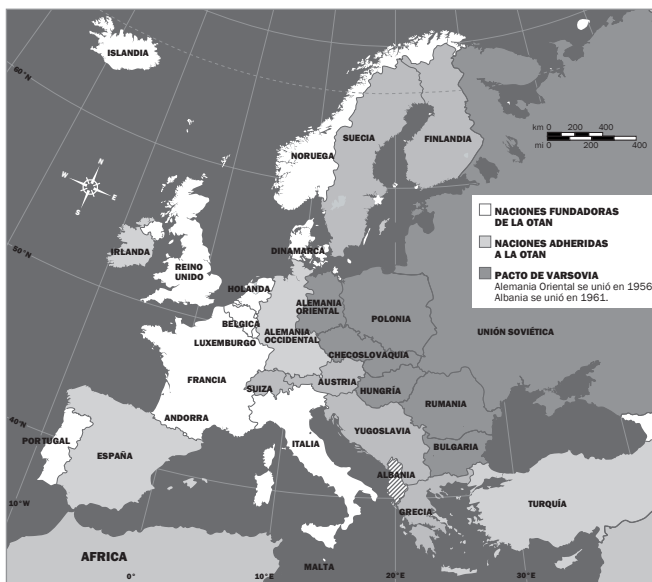 ISLANDIA
60°N
km 0 200 400
mi 0 200 400
SUECIA
FINLANDIA
NORUEGA
N
W
E
S
NACIONES FUNDADORAS
DE LA OTAN
NACIONES ADHERIDAS
A LA OTAN
PACTO DE VARSOVIA
Alemania Oriental se unió en 1956
Albania se unió en 1961.
50°N
IRLANDA
DINAMARCA
REINO
UNIDO
HOLANDA
ALEMANIA
ORIENTAL
POLONIA
BELGICA
UNIÓN SOVIÉTICA
ALEMANIA
OCCIDENTAL
LUXEMBURGO
CHECOSLOVAQUIA
FRANCIA
SUIZA
AUSTRIA
HUNGRÍA
RUMANIA
ANDORRA
40°N
PORTUGAL
ITALIA
YUGOSLAVIA
BULGARIA
ESPAÑA
ALBANIA
10°W
GRECIA
TURQUÍA
AFRICA
MALTA
0°
10°E
20°E
30°E